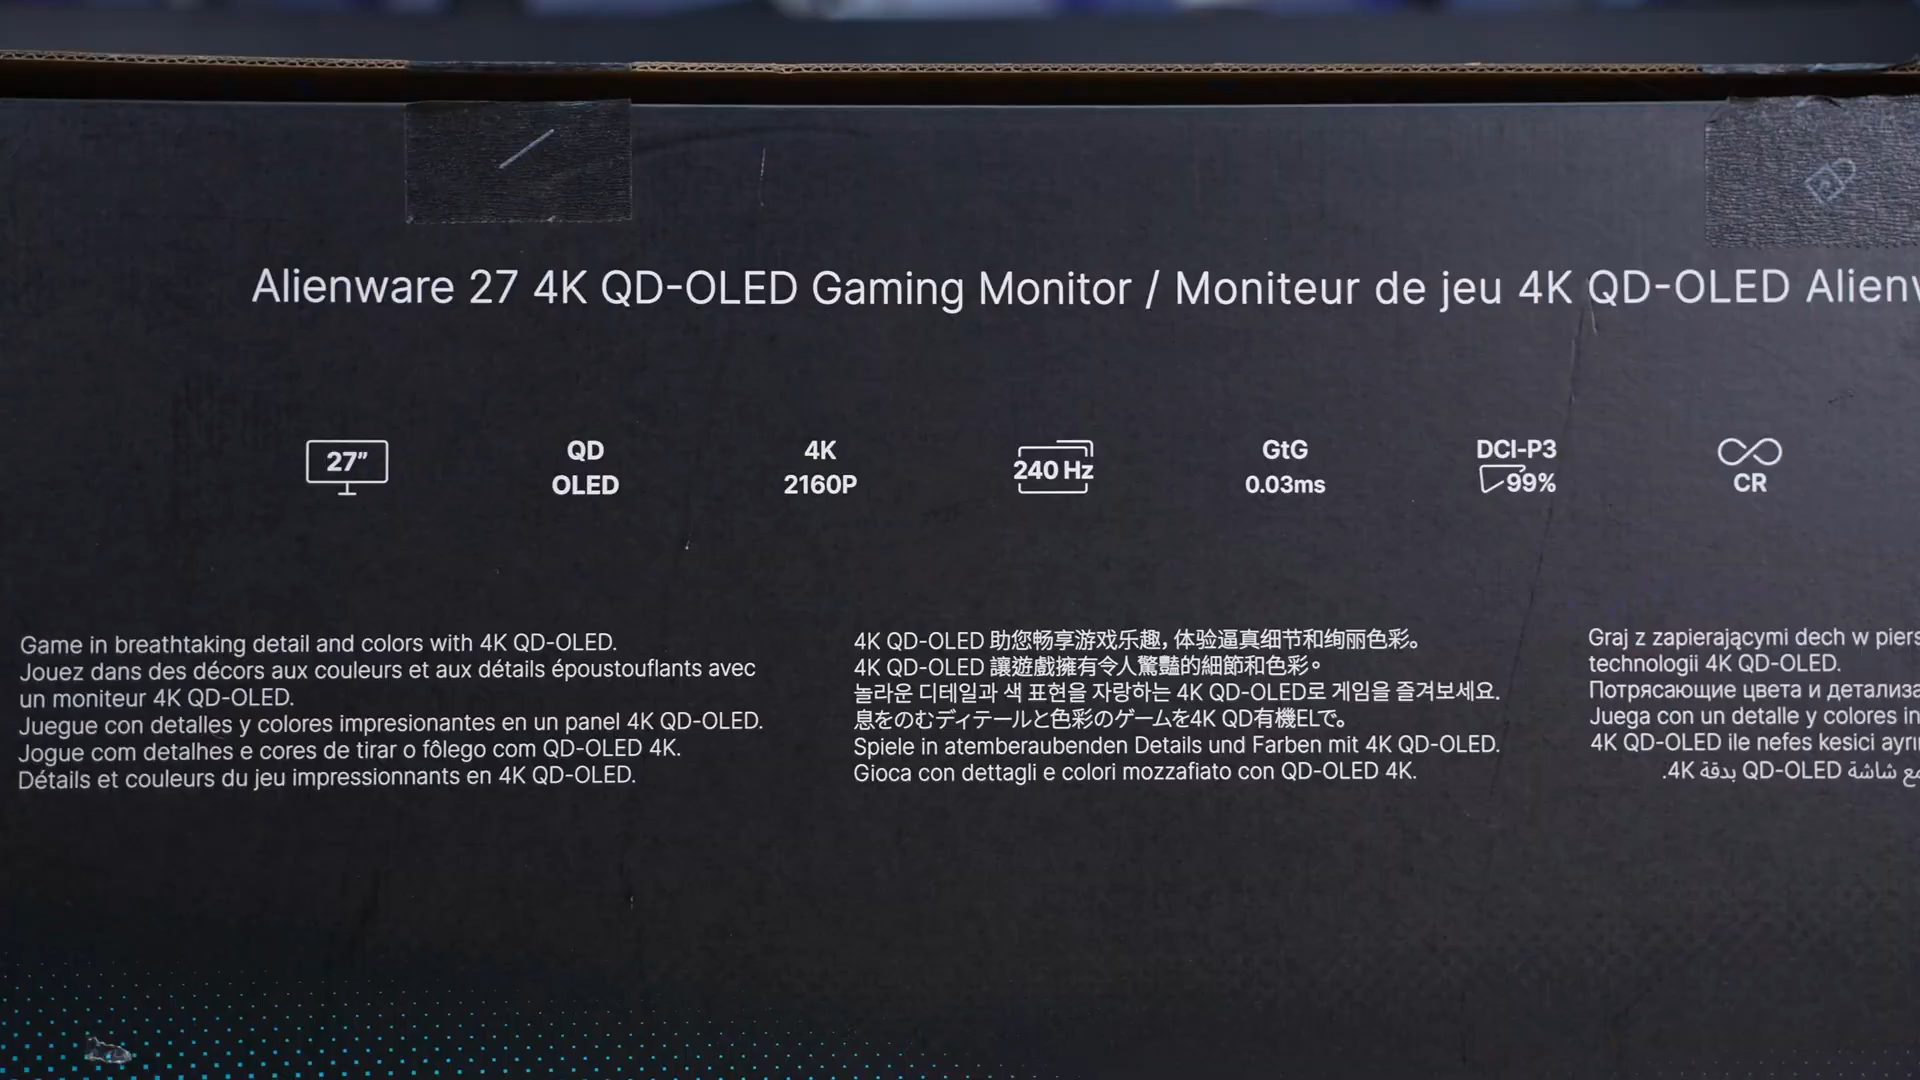 Alienware 27 4K QD-OLED Gaming Monitor / Moniteur de jeu 4K QD-OLED
27”
QD
OLED
4K
2160P
240 Hz
GtG
0.03ms
DCI-P3
99%
CR
Game in breathtaking detail and colors with 4K QD-OLED.
Jouez dans des décors aux couleurs et aux détails époustouflants avec
un moniteur 4K QD-OLED.
Juegue con detalles y colores impresionantes en un panel 4K QD-OLED.
Jogue com detalhes e cores de tirar o fôlego com QD-OLED 4K.
Détails et couleurs du jeu impressionnants en 4K QD-OLED.
4K QD-OLED 助您畅享游戏乐趣，体验逼真细节和绚丽色彩。
4K QD-OLED 讓遊戲擁有令人驚豔的細節和色彩。
놀라운 디테일과 색 표현을 자랑하는 4K QD-OLED로 게임을 즐겨보세요.
息をのむディテールと色彩のゲームを4K QD有機ELで。
Spiele in atemberaubenden Details und Farben mit 4K QD-OLED.
Gioca con dettagli e colori mozzafiato con QD-OLED 4K.
Graj z zapierającymi dech w
technologii 4K QD-OLED.
Потрясающие цвета и
Juega con un detalle y colores
4K QD-OLED ile nefes kesici
مع شاشة QD-OLED بدقة 4K.